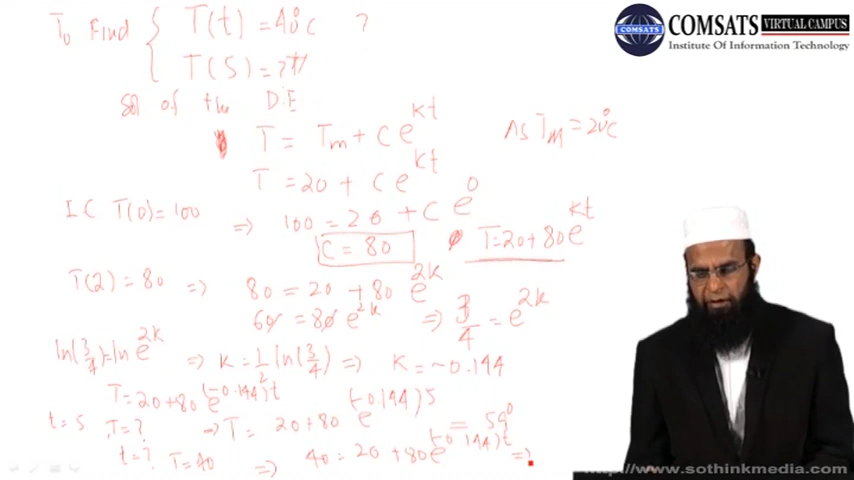 COMSATS VIRTUAL CAMPUS
COMSATS
Institute Of Information Technology
To Find { T(t) = 40°C ?
T(5) = ??
Sol of the D.E
T = Tm + C e^kt As Tm = 20°C
T = 20 + C e^kt
I.C T(0) = 100 => 100 = 20 + C e^0
C = 80 T = 20 + 80 e^kt
T(2) = 80 => 80 = 20 + 80 e^2k
60 = 80 e^2k => 3/4 = e^2k
ln(3/4) = ln e^2k => k = 1/2 ln(3/4) => K = -0.144
T = 20 + 80 e^(-0.144)t
t = 5 T = ? => T = 20 + 80 e^(-0.144)5 = 59°
t = ? T = 40 => 40 = 20 + 80 e^(-0.144)t =>
http://www.sothinkmedia.com